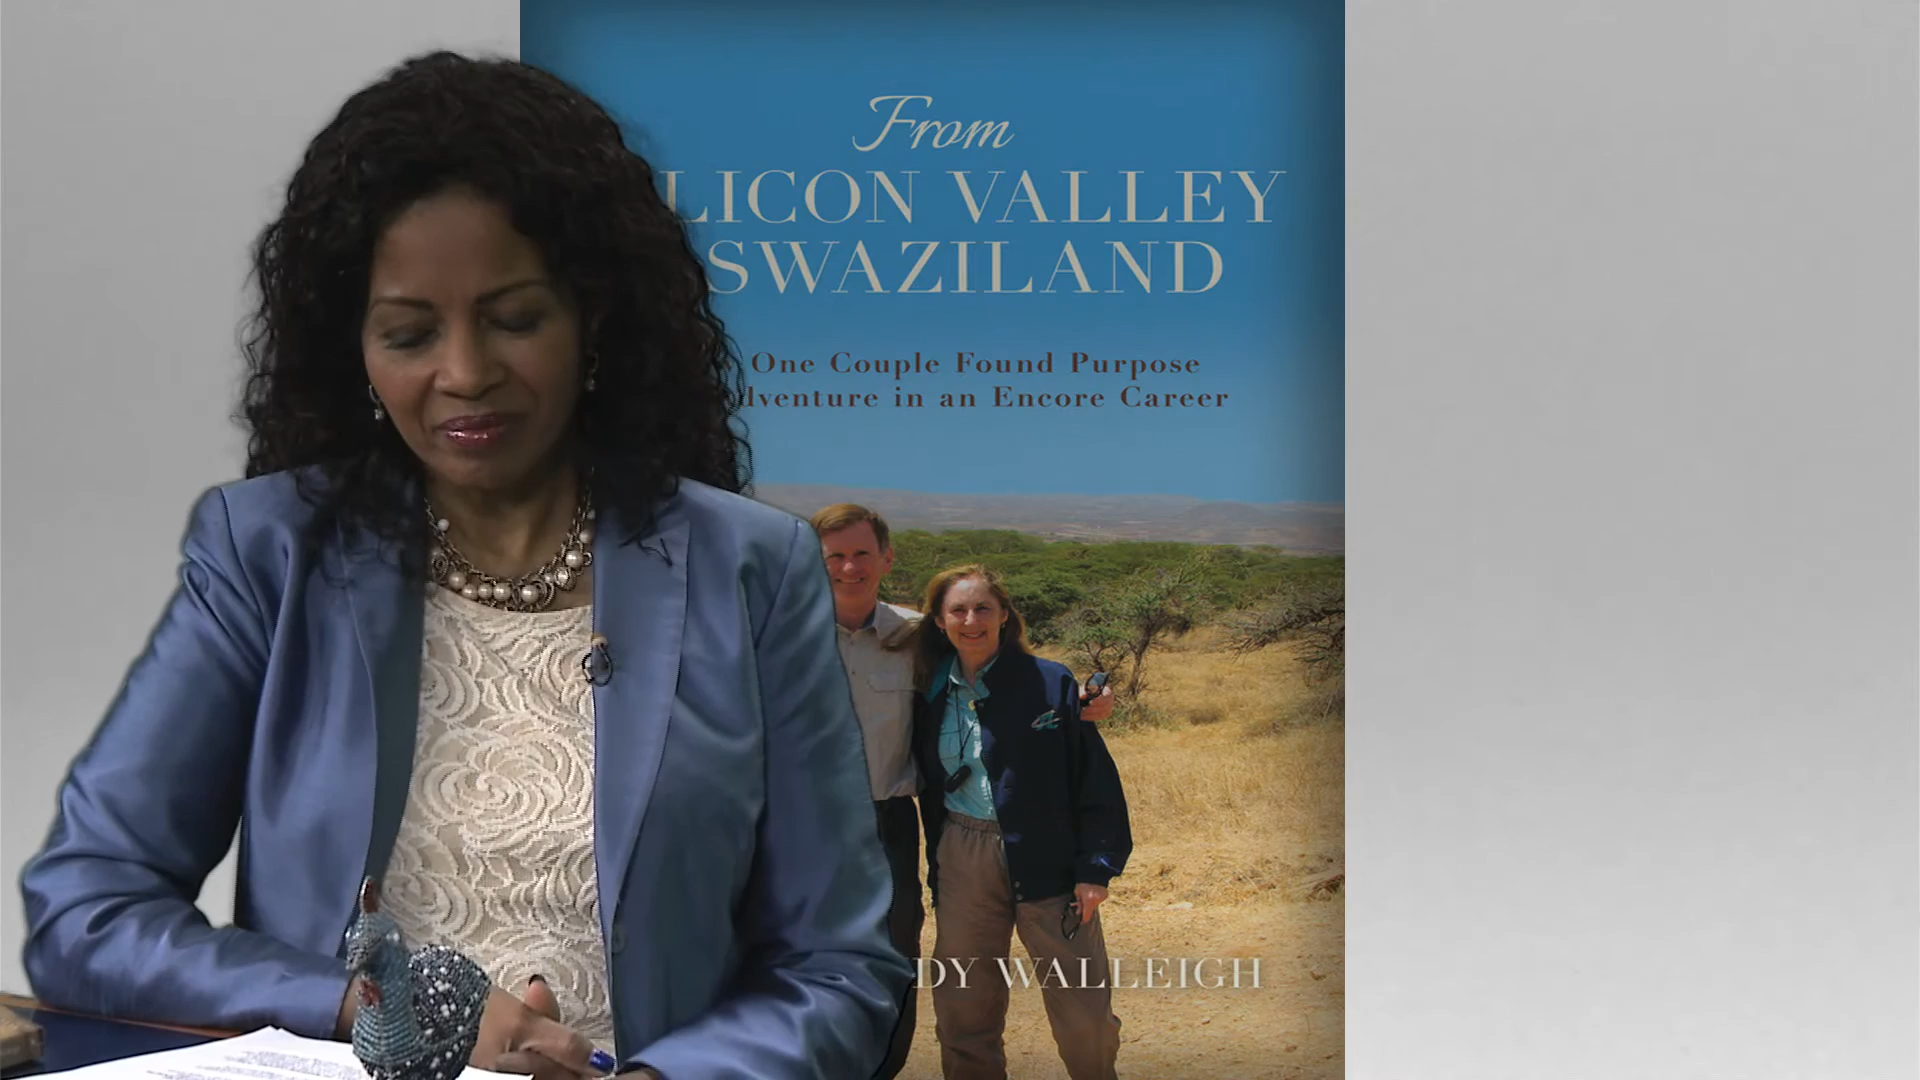 From
LICON VALLEY
SWAZILAND
One Couple Found Purpose
dventure in an Encore Career
DY WALLEIGH